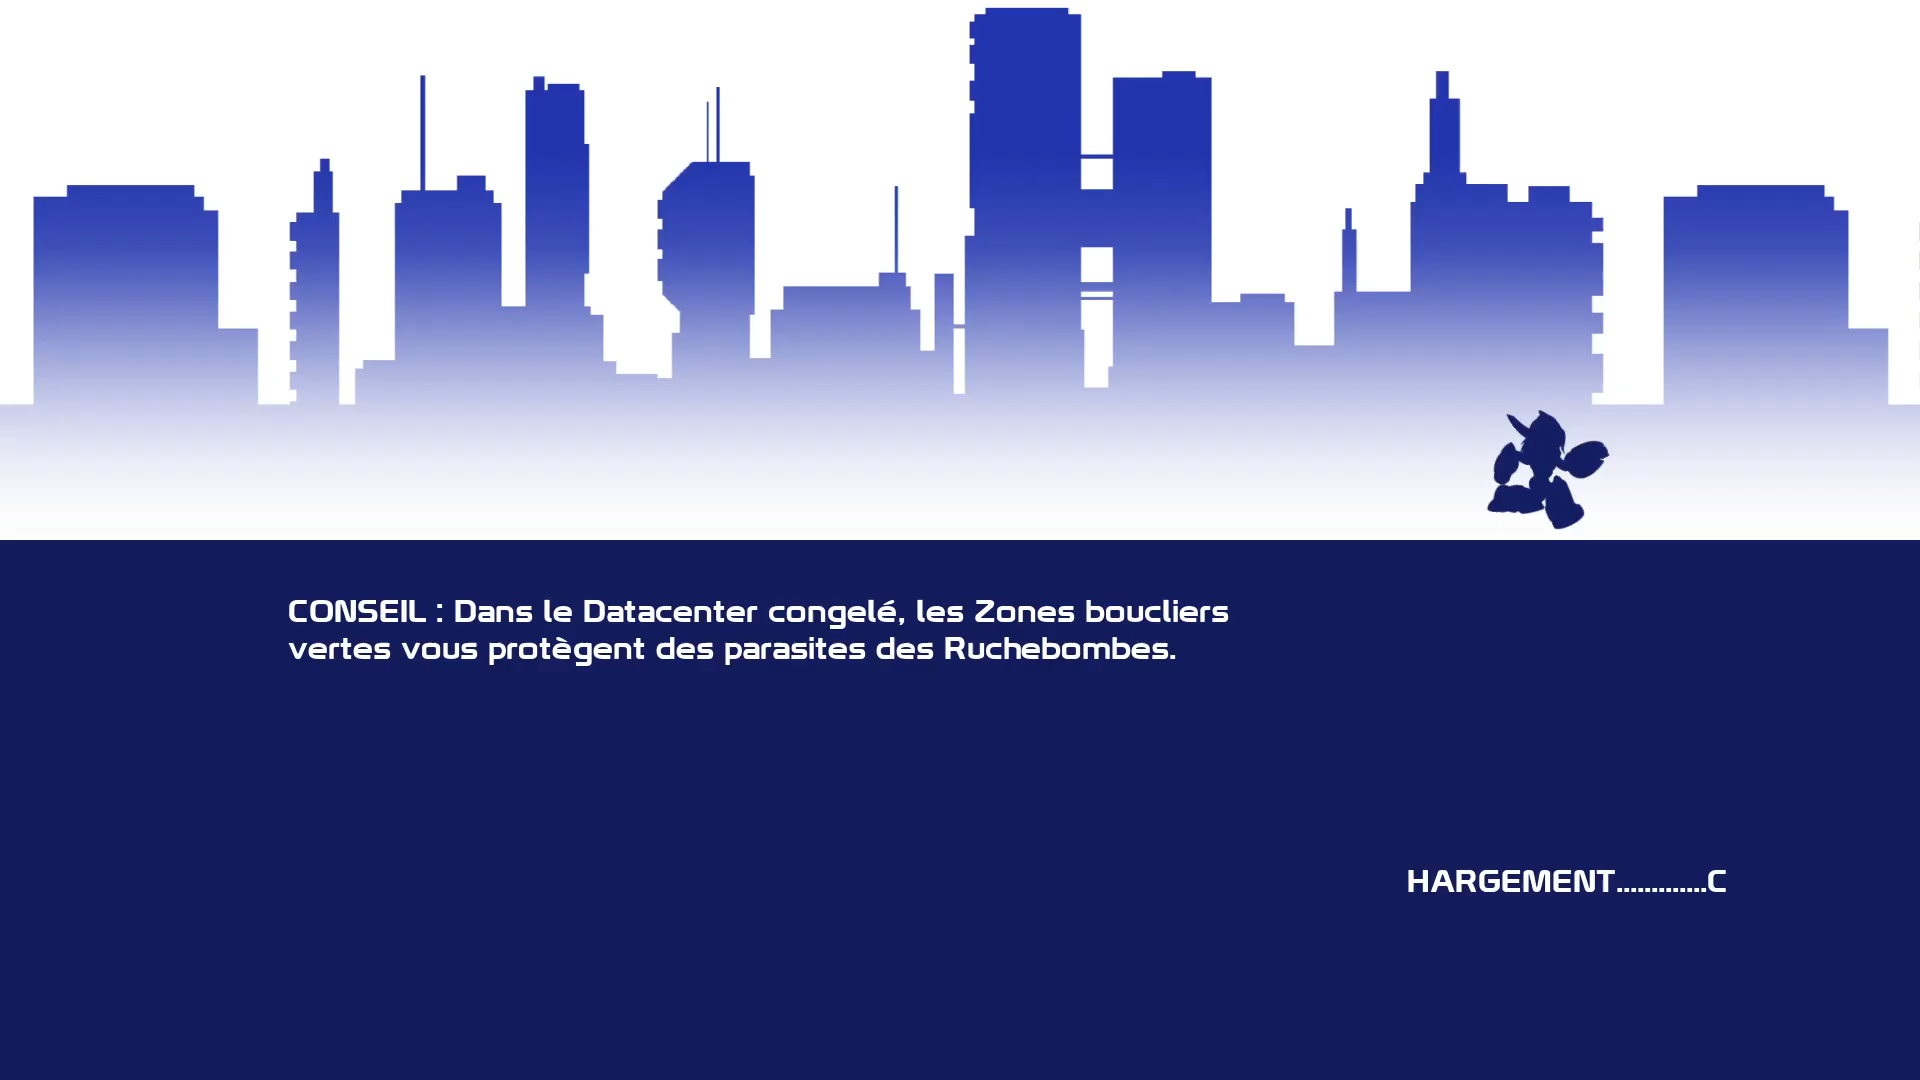 CONSEIL : Dans le Datacenter congelé, les Zones boucliers
vertes vous protègent des parasites des Ruchebombes.
HARGEMENT.............C